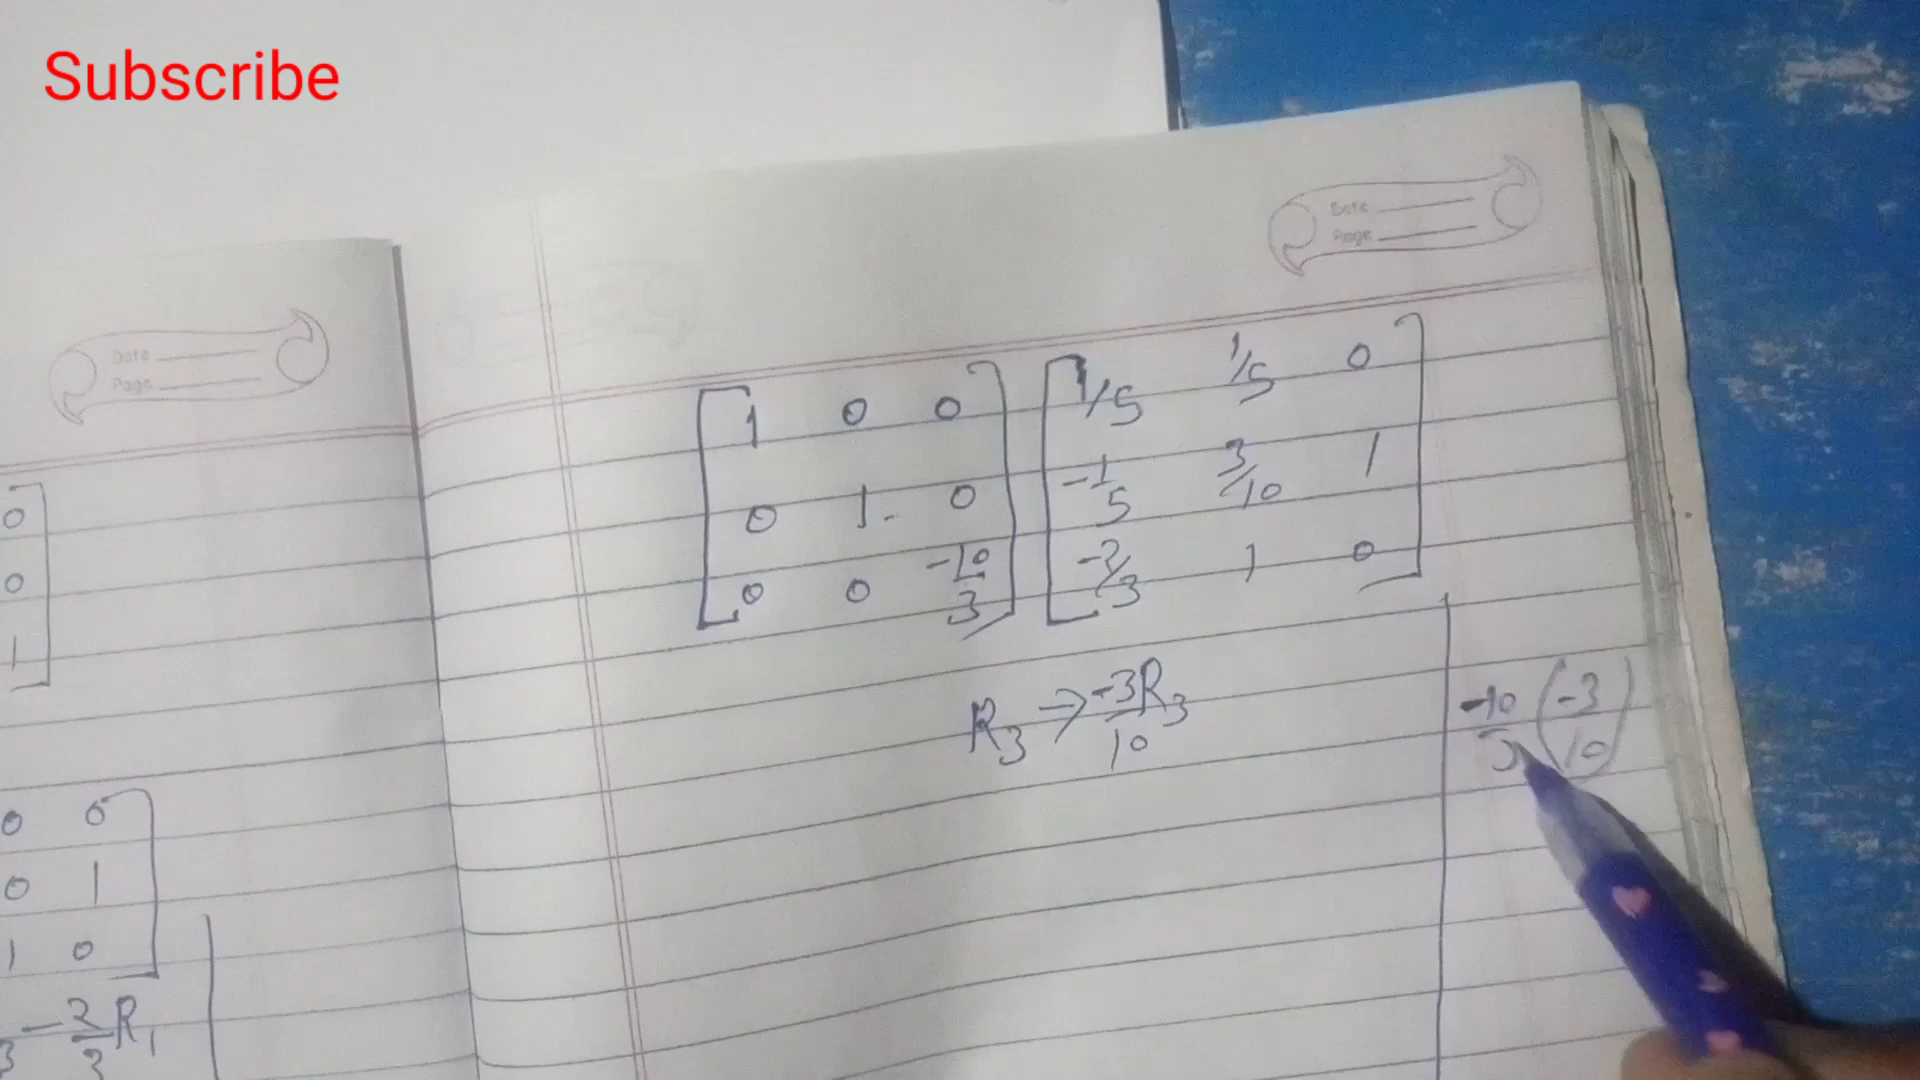 Subscribe
Date
Page
Date
Page
1 0 0 1/5 1/5 0
0 1 0 -1/5 3/10 1
0 0 -10/3 -2/3 1 0
R3 → -3R3/10
-10/3 (-3/10)
0
0
1
0 0
0 1
1 0
3 - 2/3 R1